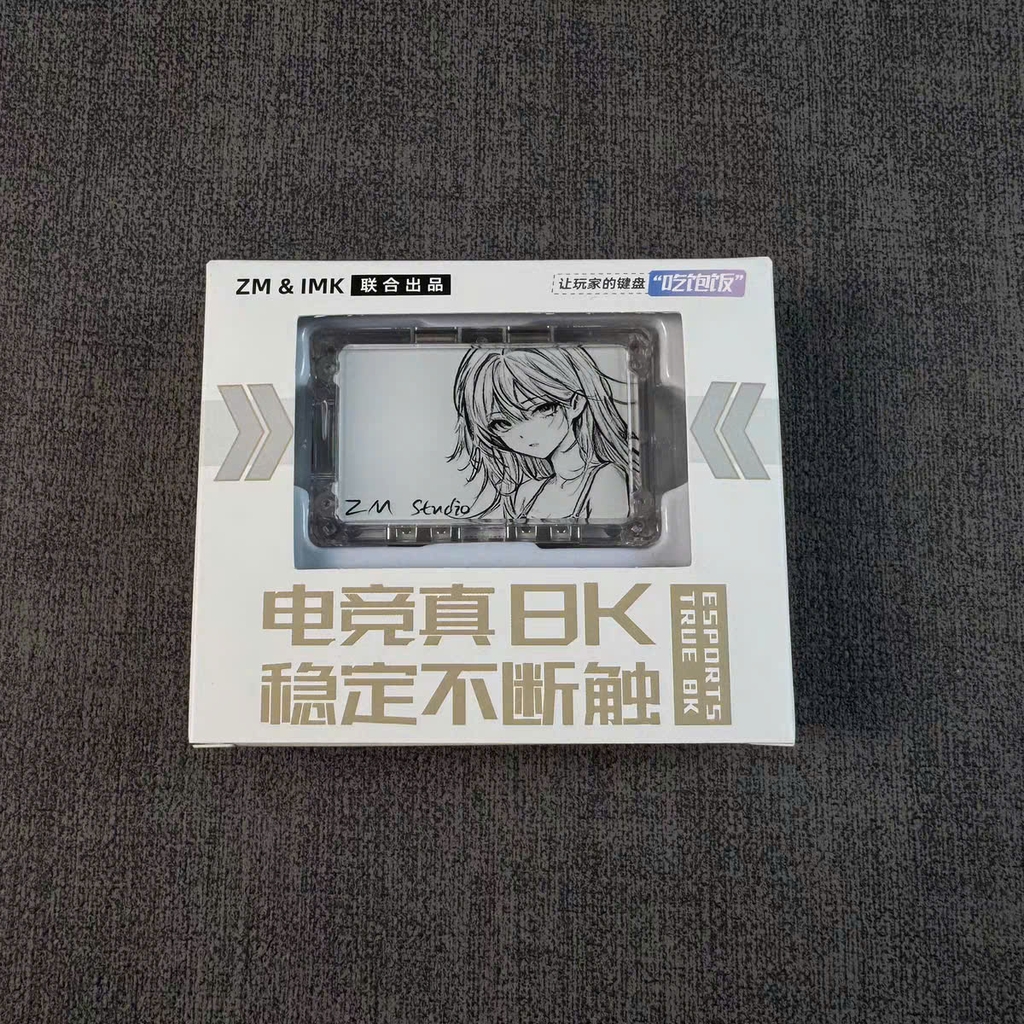 ZM & IMK 联合出品
让玩家的键盘“吃饱饭”
ZM Studio
电竞真8K
稳定不断触
ESPORTS
TRUE 8K